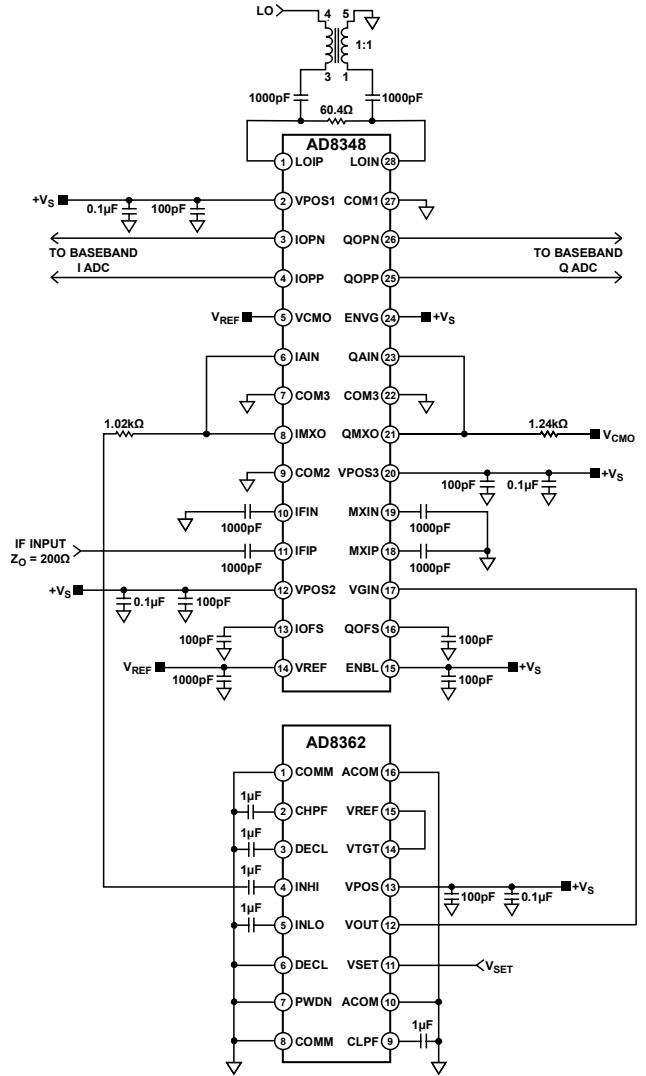 LO
4 5
1:1
3 1
1000pF 1000pF
60.4Ω
AD8348
1 LOIP LOIN 28
+VS 0.1µF 100pF 2 VPOS1 COM1 27
3 IOPN QOPN 26
TO BASEBAND
I ADC
TO BASEBAND
Q ADC
4 IOPP QOPP 25
VREF 5 VCMO ENVG 24 +VS
6 IAIN QAIN 23
7 COM3 COM3 22
1.02kΩ 8 IMXO QMXO 21 1.24kΩ VCMO
9 COM2 VPOS3 20 100pF 0.1µF +VS
1000pF 10 IFIN MXIN 19 1000pF
IF INPUT
ZO = 200Ω
1000pF 11 IFIP MXIP 18 1000pF
+VS 0.1µF 100pF 12 VPOS2 VGIN 17
100pF 13 IOFS QOFS 16 100pF
VREF 1000pF 14 VREF ENBL 15 100pF +VS
AD8362
1 COMM ACOM 16
1µF 2 CHPF VREF 15
1µF 3 DECL VTGT 14
1µF 4 INHI VPOS 13 100pF 0.1µF +VS
1µF 5 INLO VOUT 12
6 DECL VSET 11 VSET
7 PWDN ACOM 10
8 COMM CLPF 9 1µF